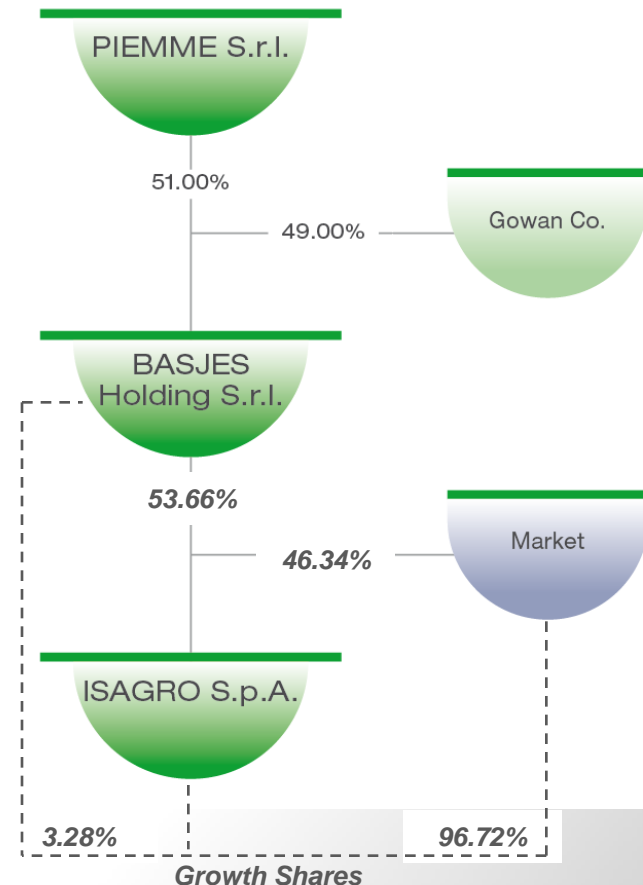 PIEMME S.r.l.
51.00%
49.00%
Gowan Co.
BASJES
Holding S.r.l.
53.66%
46.34%
Market
ISAGRO S.p.A.
3.28%
96.72%
Growth Shares